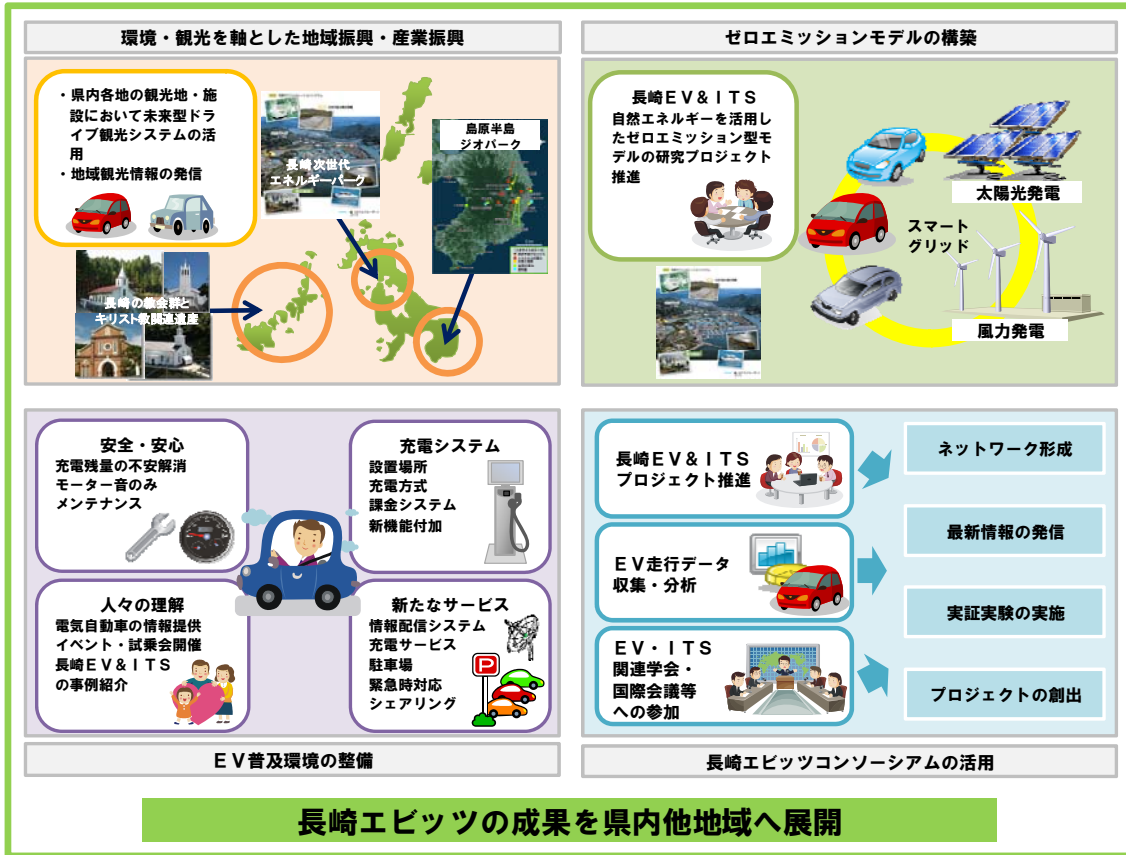 環境・観光を軸とした地域振興・産業振興
・県内各地の観光地・施
設において未来型ドラ
イブ観光システムの活
用
・地域観光情報の発信
長崎次世代
エネルギーパーク
島原半島
ジオパーク
長崎の教会群と
キリスト教関連遺産
ゼロエミッションモデルの構築
長崎EV&ITS
自然エネルギーを活用し
たゼロエミッション型モ
デルの研究プロジェクト
推進
太陽光発電
スマート
グリッド
風力発電
安全・安心
充電残量の不安解消
モーター音のみ
メンテナンス
充電システム
設置場所
充電方式
課金システム
新機能付加
人々の理解
電気自動車の情報提供
イベント・試乗会開催
長崎EV&ITS
の事例紹介
新たなサービス
情報配信システム
充電サービス
駐車場
緊急時対応
シェアリング
P
EV普及環境の整備
長崎EV&ITS
プロジェクト推進
EV走行データ
収集・分析
EV・ITS
関連学会・
国際会議等
への参加
ネットワーク形成
最新情報の発信
実証実験の実施
プロジェクトの創出
長崎エビッツコンソーシアムの活用
長崎エビッツの成果を県内他地域へ展開